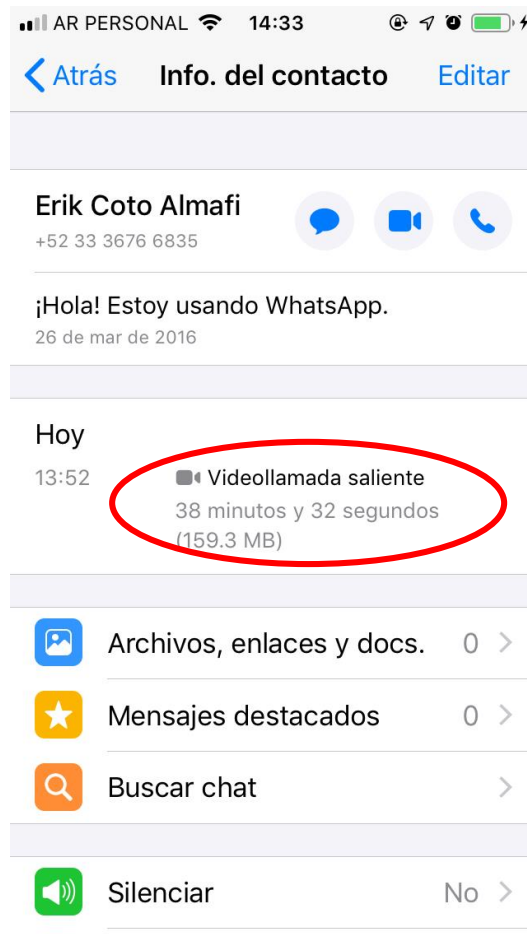 AR PERSONAL 14:33
Atrás Info. del contacto Editar
Erik Coto Almafi
+52 33 3676 6835
¡Hola! Estoy usando WhatsApp.
26 de mar de 2016
Hoy
13:52 Videollamada saliente
38 minutos y 32 segundos
(159.3 MB)
Archivos, enlaces y docs. 0
Mensajes destacados 0
Buscar chat
Silenciar No